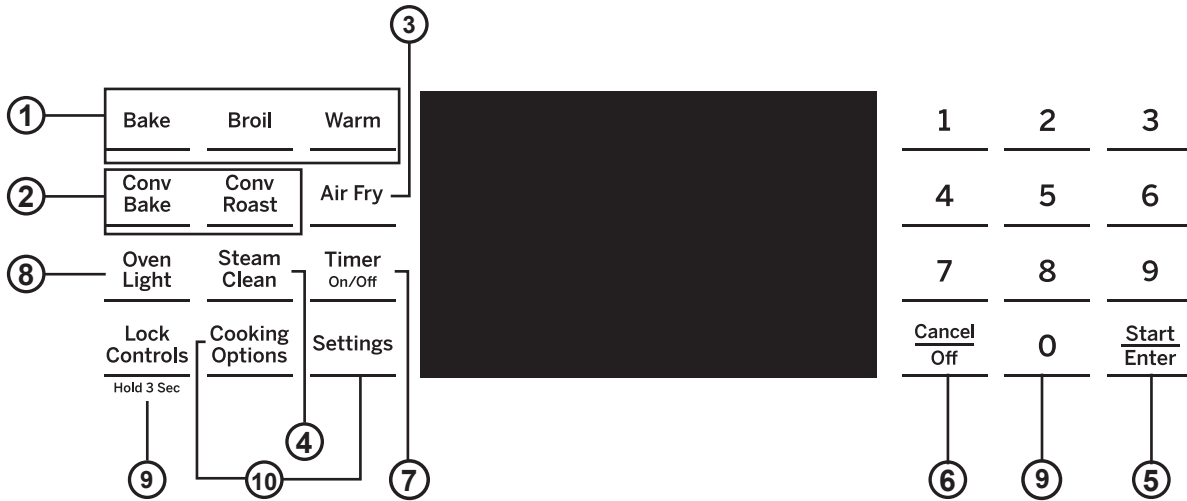 3
1
Bake Broil Warm
1 2 3
2
Conv Bake
Conv Roast
Air Fry
4 5 6
8
Oven Light
Steam Clean
Timer
On/Off
7 8 9
Lock Controls
Hold 3 Sec
Cooking Options
Settings
Cancel
Off
0
Start
Enter
4
9
10
7
6
9
5